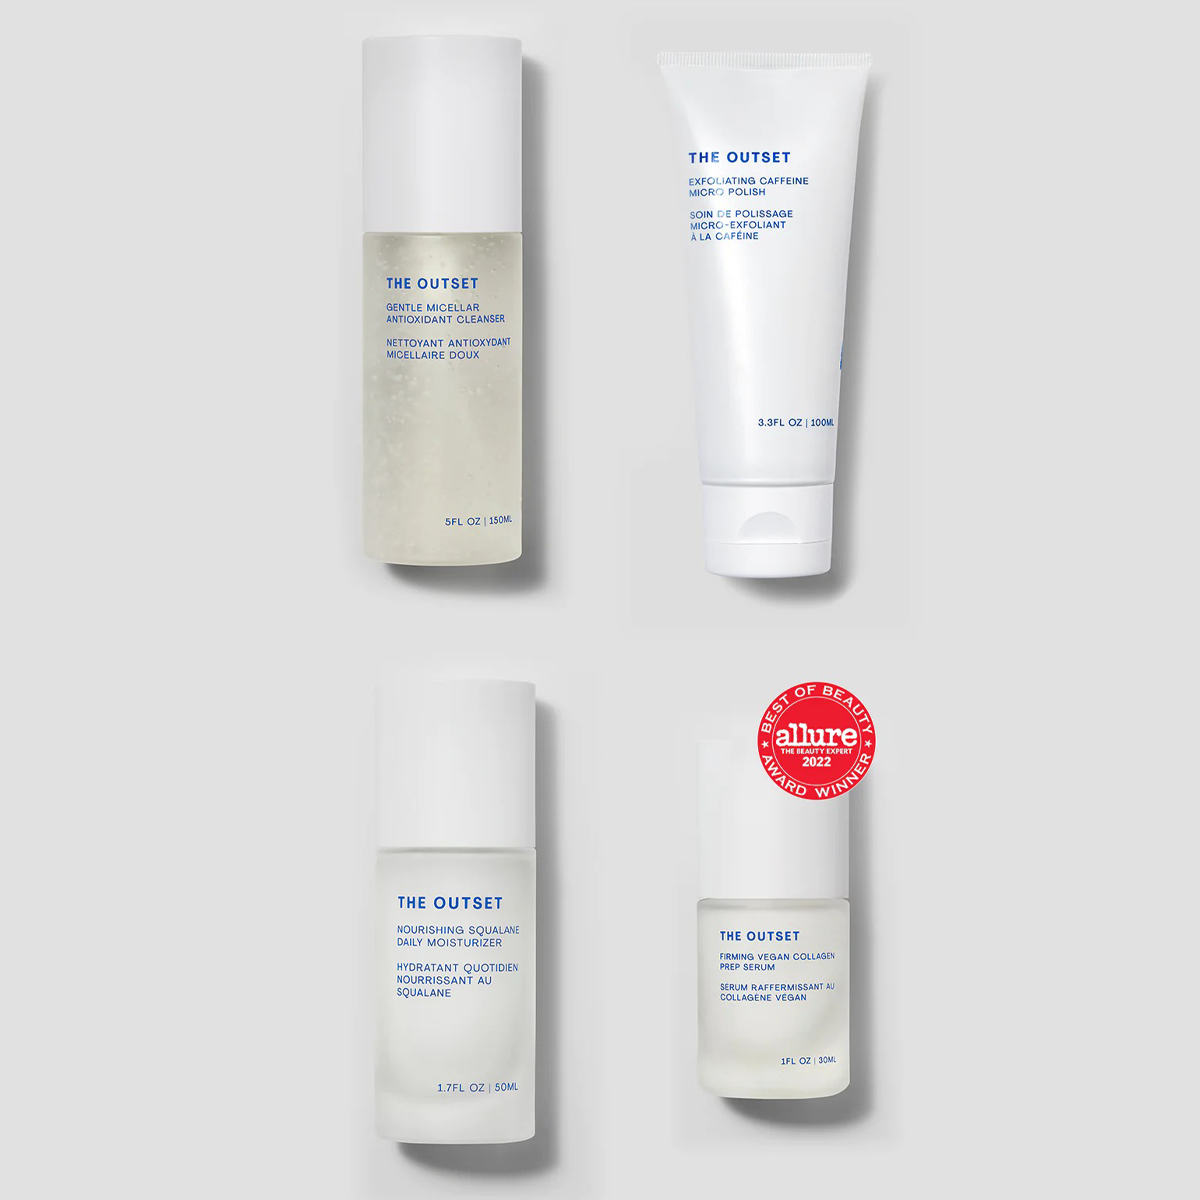 THE OUTSET
GENTLE MICELLAR
ANTIOXIDANT CLEANSER
NETTOYANT ANTIOXYDANT
MICELLAIRE DOUX
5FL OZ | 150ML
THE OUTSET
EXFOLIATING CAFFEINE
MICRO POLISH
SOIN DE POLISSAGE
MICRO-EXFOLIANT
À LA CAFÉINE
3.3FL OZ | 100ML
THE OUTSET
NOURISHING SQUALANE
DAILY MOISTURIZER
HYDRATANT QUOTIDIEN
NOURRISSANT AU
SQUALANE
1.7FL OZ | 50ML
BEST OF BEAUTY
allure
THE BEAUTY EXPERT
2022
AWARD WINNER
THE OUTSET
FIRMING VEGAN COLLAGEN
PREP SERUM
SERUM RAFFERMISSANT AU
COLLAGÈNE VÉGAN
1FL OZ | 30ML